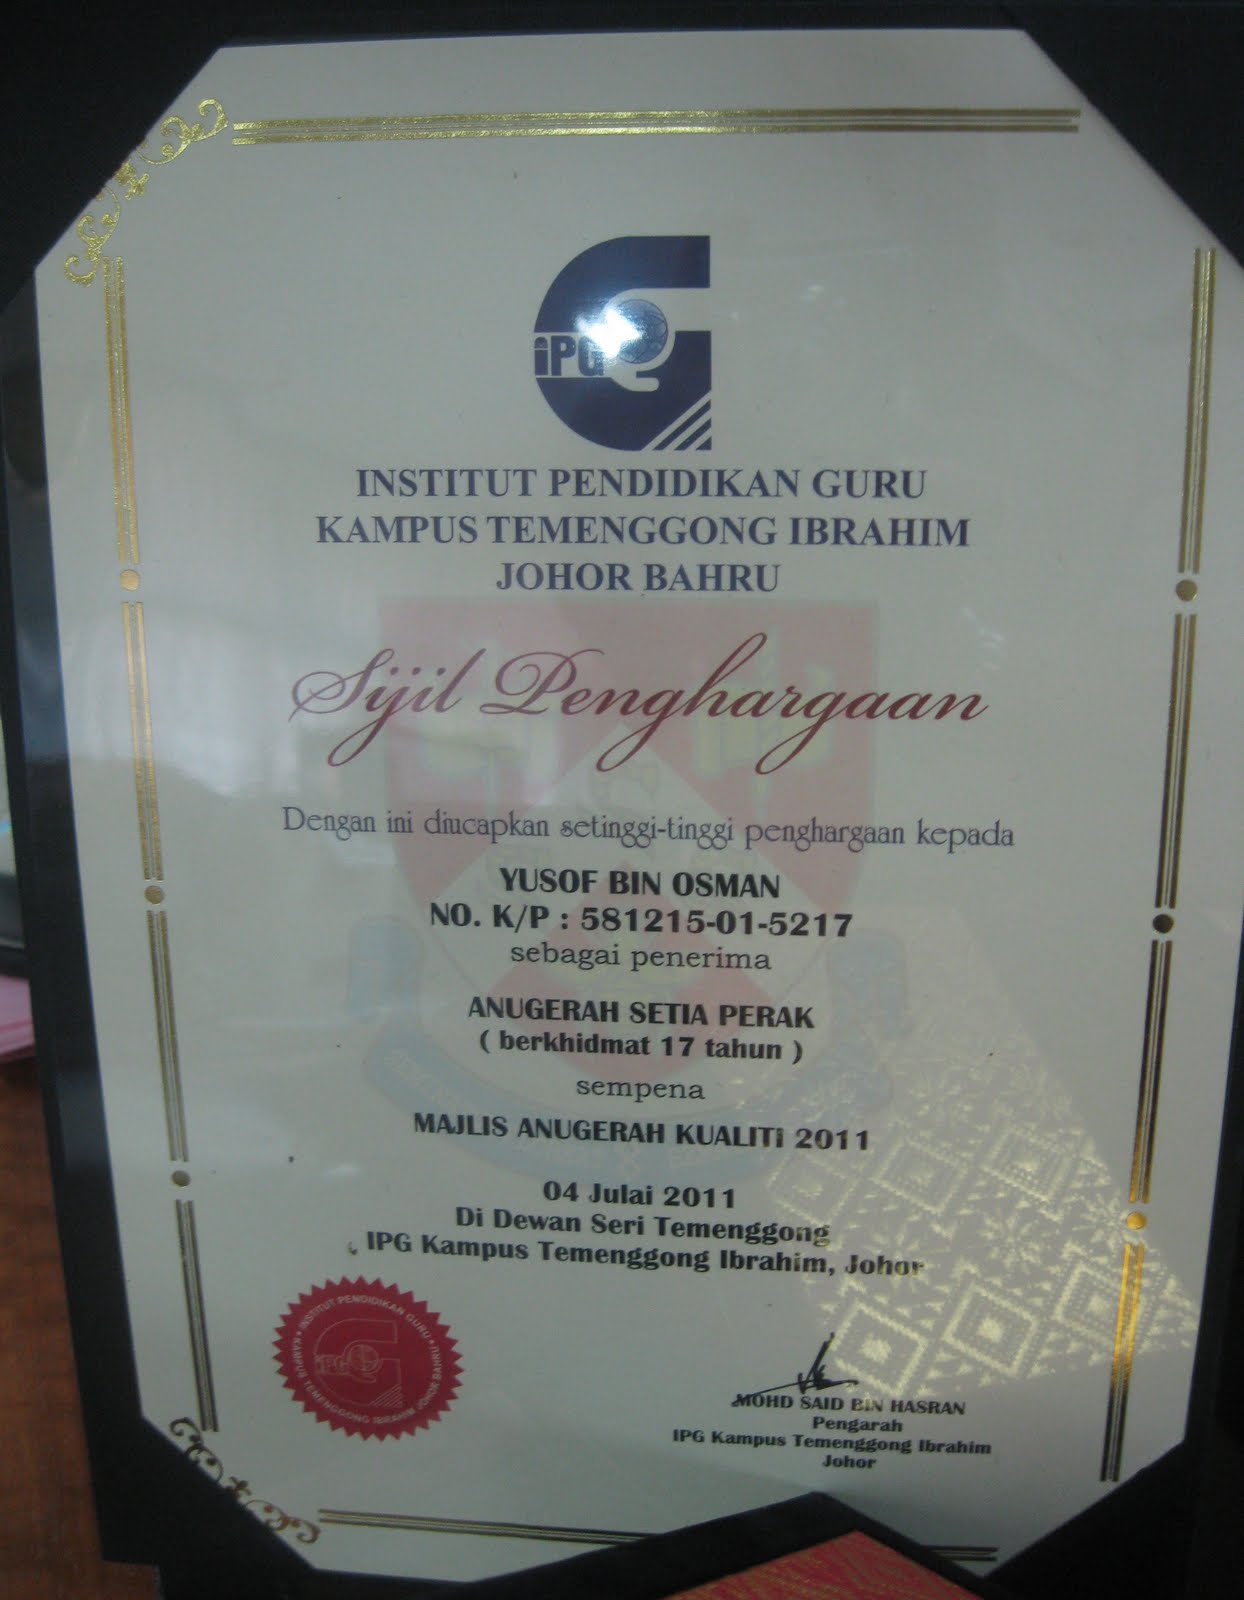 iPG
INSTITUT PENDIDIKAN GURU
KAMPUS TEMENGGONG IBRAHIM
JOHOR BAHRU
Sijil Penghargaan
Dengan ini diucapkan setinggi-tinggi penghargaan kepada
YUSOF BIN OSMAN
NO. K/P : 581215-01-5217
sebagai penerima
ANUGERAH SETIA PERAK
( berkhidmat 17 tahun )
sempena
MAJLIS ANUGERAH KUALITI 2011
04 Julai 2011
Di Dewan Seri Temenggong
IPG Kampus Temenggong Ibrahim, Johor
INSTITUT PENDIDIKAN GURU
iPG
KAMPUS TEMENGGONG IBRAHIM JOHOR BAHRU
MOHD SAID BIN HASRAN
Pengarah
IPG Kampus Temenggong Ibrahim
Johor